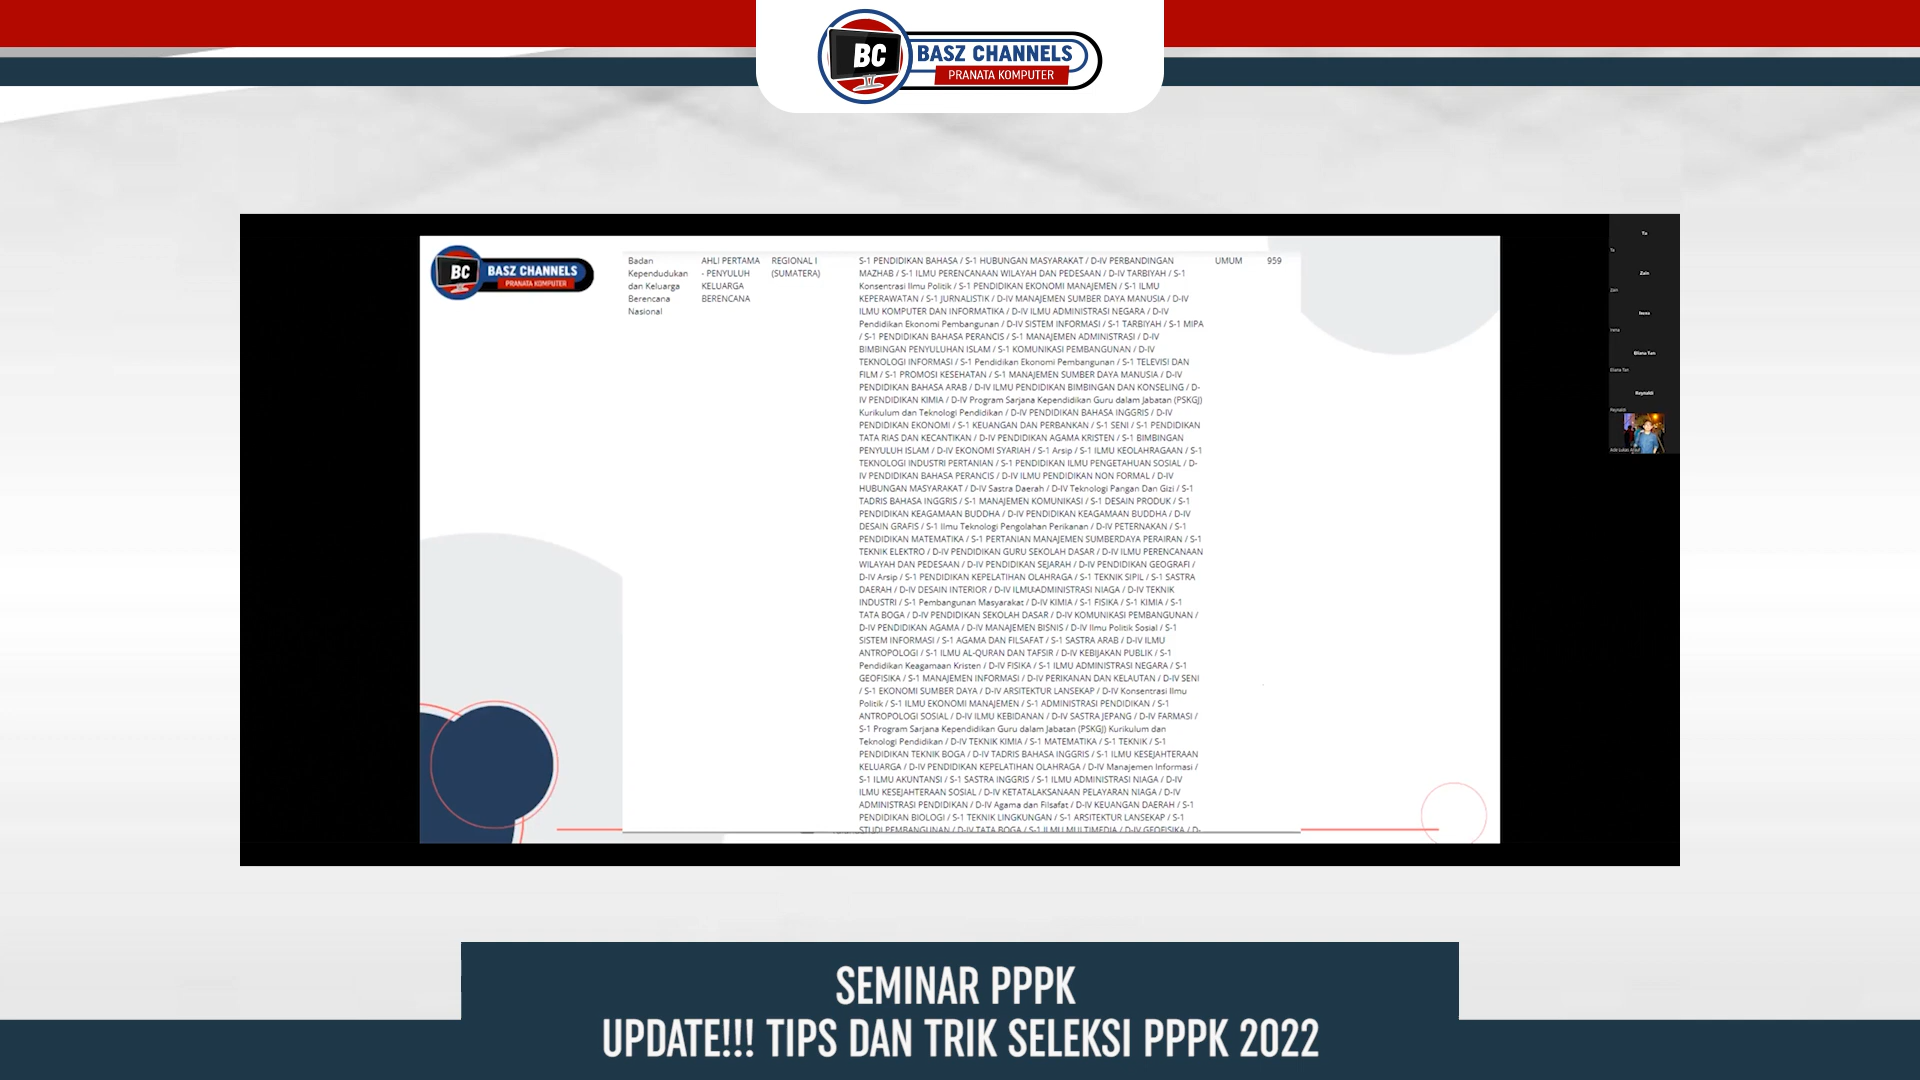 BC
BASZ CHANNELS
PRANATA KOMPUTER
BC
BASZ CHANNELS
PRANATA KOMPUTER
Badan
Kependudukan
dan Keluarga
Berencana
Nasional
AHLI PERTAMA
- PENYULUH
KELUARGA
BERENCANA
REGIONAL I
(SUMATERA)
S-1 PENDIDIKAN BAHASA / S-1 HUBUNGAN MASYARAKAT / D-IV PERBANDINGAN
MAZHAB / S-1 ILMU PERENCANAAN WILAYAH DAN PEDESAAN / D-IV TARBIYAH / S-1
Konsentrasi Ilmu Politik / S-1 PENDIDIKAN EKONOMI MANAJEMEN / S-1 ILMU
KEPERAWATAN / S-1 JURNALISTIK / D-IV MANAJEMEN SUMBER DAYA MANUSIA / D-IV
ILMU KOMPUTER DAN INFORMATIKA / D-IV ILMU ADMINISTRASI NEGARA / D-IV
Pendidikan Ekonomi Pembangunan / D-IV SISTEM INFORMASI / S-1 TARBIYAH / S-1 MIPA
/ S-1 PENDIDIKAN BAHASA PERANCIS / S-1 MANAJEMEN ADMINISTRASI / D-IV
BIMBINGAN PENYULUHAN ISLAM / S-1 KOMUNIKASI PEMBANGUNAN / D-IV
TEKNOLOGI INFORMASI / S-1 Pendidikan Ekonomi Pembangunan / S-1 TELEVISI DAN
FILM / S-1 PROMOSI KESEHATAN / S-1 MANAJEMEN SUMBER DAYA MANUSIA / D-IV
PENDIDIKAN BAHASA ARAB / D-IV ILMU PENDIDIKAN BIMBINGAN DAN KONSELING / D-
IV PENDIDIKAN KIMIA / D-IV Program Sarjana Kependidikan Guru dalam Jabatan (PSKGJ)
Kurikulum dan Teknologi Pendidikan / D-IV PENDIDIKAN BAHASA INGGRIS / D-IV
PENDIDIKAN EKONOMI / S-1 KEUANGAN DAN PERBANKAN / S-1 SENI / S-1 PENDIDIKAN
TATA RIAS DAN KECANTIKAN / D-IV PENDIDIKAN AGAMA KRISTEN / S-1 BIMBINGAN
PENYULUH ISLAM / D-IV EKONOMI SYARIAH / S-1 Arsip / S-1 ILMU KEOLAHRAGAAN / S-1
TEKNOLOGI INDUSTRI PERTANIAN / S-1 PENDIDIKAN ILMU PENGETAHUAN SOSIAL / D-
IV PENDIDIKAN BAHASA PERANCIS / D-IV ILMU PENDIDIKAN NON FORMAL / D-IV
HUBUNGAN MASYARAKAT / D-IV Sastra Daerah / D-IV Teknologi Pangan Dan Gizi / S-1
TADRIS BAHASA INGGRIS / S-1 MANAJEMEN KOMUNIKASI / S-1 DESAIN PRODUK / S-1
PENDIDIKAN KEAGAMAAN BUDDHA / D-IV PENDIDIKAN KEAGAMAAN BUDDHA / D-IV
DESAIN GRAFIS / S-1 Ilmu Teknologi Pengolahan Perikanan / D-IV PETERNAKAN / S-1
PENDIDIKAN MATEMATIKA / S-1 PERTANIAN MANAJEMEN SUMBERDAYA PERAIRAN / S-1
TEKNIK ELEKTRO / D-IV PENDIDIKAN GURU SEKOLAH DASAR / D-IV ILMU PERENCANAAN
WILAYAH DAN PEDESAAN / D-IV PENDIDIKAN SEJARAH / D-IV PENDIDIKAN GEOGRAFI /
D-IV Arsip / S-1 PENDIDIKAN KEPELATIHAN OLAHRAGA / S-1 TEKNIK SIPIL / S-1 SASTRA
DAERAH / D-IV DESAIN INTERIOR / D-IV ILMU ADMINISTRASI NIAGA / D-IV TEKNIK
INDUSTRI / S-1 Pembangunan Masyarakat / D-IV KIMIA / S-1 FISIKA / S-1 KIMIA / S-1
TATA BOGA / D-IV PENDIDIKAN SEKOLAH DASAR / D-IV KOMUNIKASI PEMBANGUNAN /
D-IV PENDIDIKAN AGAMA / D-IV MANAJEMEN BISNIS / D-IV Ilmu Politik Sosial / S-1
SISTEM INFORMASI / S-1 AGAMA DAN FILSAFAT / S-1 SASTRA ARAB / D-IV ILMU
ANTROPOLOGI / S-1 ILMU AL-QURAN DAN TAFSIR / D-IV KEBIJAKAN PUBLIK / S-1
Pendidikan Keagamaan Kristen / D-IV FISIKA / S-1 ILMU ADMINISTRASI NEGARA / S-1
GEOFISIKA / S-1 MANAJEMEN INFORMASI / D-IV PERIKANAN DAN KELAUTAN / D-IV SENI
/ S-1 EKONOMI SUMBER DAYA / D-IV ARSITEKTUR LANSEKAP / D-IV Konsentrasi Ilmu
Politik / S-1 ILMU EKONOMI MANAJEMEN / S-1 ADMINISTRASI PENDIDIKAN / S-1
ANTROPOLOGI SOSIAL / D-IV ILMU KEBIDANAN / D-IV SASTRA JEPANG / D-IV FARMASI /
S-1 Program Sarjana Kependidikan Guru dalam Jabatan (PSKGJ) Kurikulum dan
Teknologi Pendidikan / D-IV TEKNIK KIMIA / S-1 MATEMATIKA / S-1 TEKNIK / S-1
PENDIDIKAN TEKNIK BOGA / D-IV TADRIS BAHASA INGGRIS / S-1 ILMU KESEJAHTERAAN
KELUARGA / D-IV PENDIDIKAN KEPELATIHAN OLAHRAGA / D-IV Manajemen Informasi /
S-1 ILMU AKUNTANSI / S-1 SASTRA INGGRIS / S-1 ILMU ADMINISTRASI NIAGA / D-IV
ILMU KESEJAHTERAAN SOSIAL / D-IV KETATALAKSANAAN PELAYARAN NIAGA / D-IV
ADMINISTRASI PENDIDIKAN / D-IV Agama dan Filsafat / D-IV KEUANGAN DAERAH / S-1
PENDIDIKAN BIOLOGI / S-1 TEKNIK LINGKUNGAN / S-1 ARSITEKTUR LANSEKAP / S-1
STUDI PEMBANGUNAN / D-IV TATA BOGA / S-1 ILMU MULTIMEDIA / D-IV GEOFISIKA / D-
UMUM
959
Zain
Zain
Irena
Irena
Eliana Tan
Eliana Tan
Reynaldi
Reynaldi
SEMINAR PPPK
UPDATE!!! TIPS DAN TRIK SELEKSI PPPK 2022